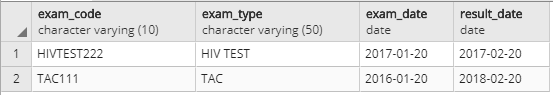 exam_code exam_type exam_date result_date
character varying (10) character varying (50) date date
1 HIVTEST222 HIV TEST 2017-01-20 2017-02-20
2 TAC111 TAC 2016-01-20 2018-02-20